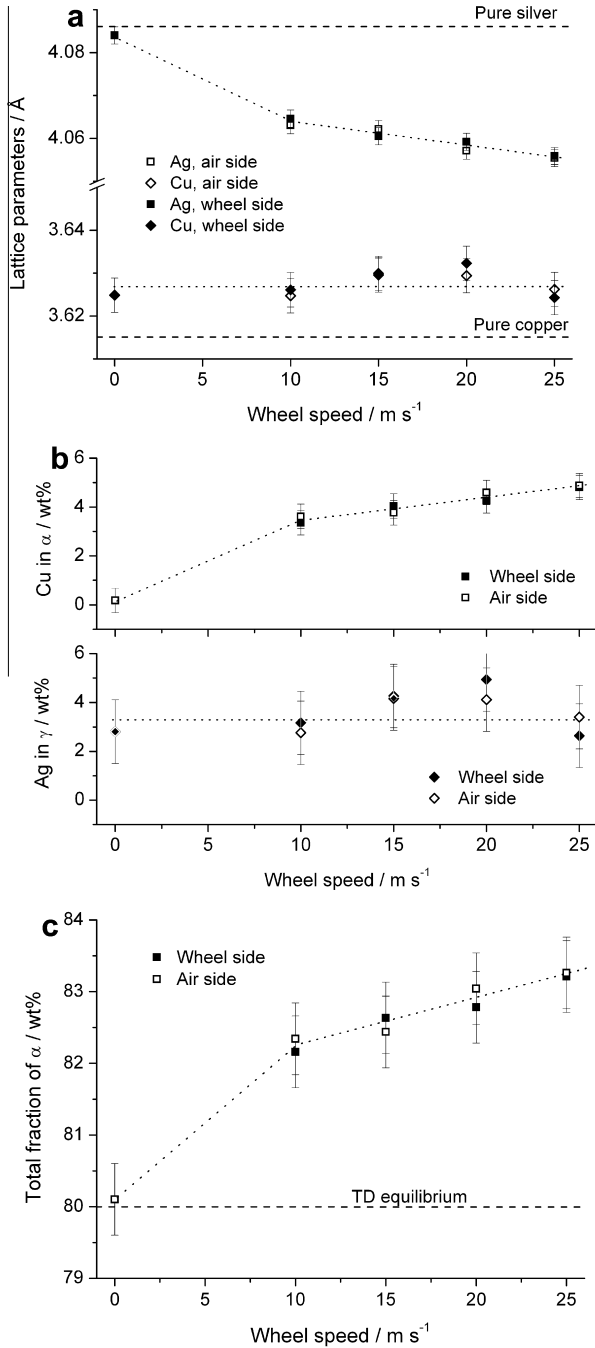 a
Pure silver
4.08
4.06
Ag, air side
Cu, air side
Ag, wheel side
Cu, wheel side
3.64
3.62
Pure copper
Lattice parameters / Å
0 5 10 15 20 25
Wheel speed / m s⁻¹
b
6
4
2
0
Cu in α / wt%
Wheel side
Air side
6
4
2
0
Ag in γ / wt%
Wheel side
Air side
0 5 10 15 20 25
Wheel speed / m s⁻¹
c
84
83
82
81
80
79
Total fraction of α / wt%
Wheel side
Air side
TD equilibrium
0 5 10 15 20 25
Wheel speed / m s⁻¹